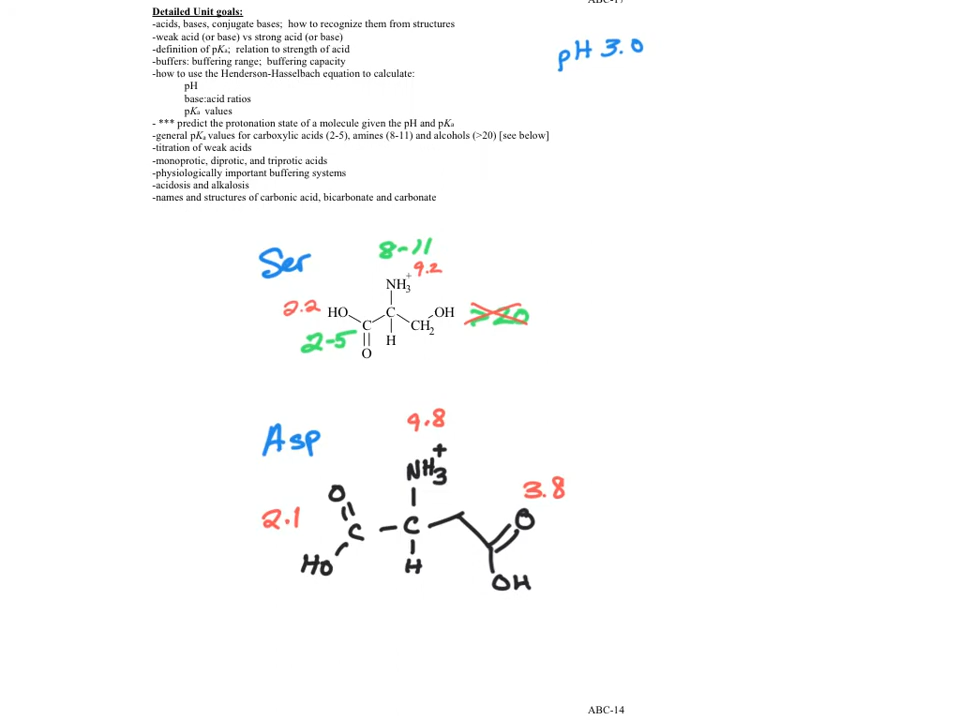 ABC-17
Detailed Unit goals:
-acids, bases, conjugate bases; how to recognize them from structures
-weak acid (or base) vs strong acid (or base)
-definition of pKa; relation to strength of acid
-buffers: buffering range; buffering capacity
-how to use the Henderson-Hasselbach equation to calculate:
pH
base:acid ratios
pKa values
- *** predict the protonation state of a molecule given the pH and pKa
-general pKa values for carboxylic acids (2-5), amines (8-11) and alcohols (>20) [see below]
-titration of weak acids
-monoprotic, diprotic, and triprotic acids
-physiologically important buffering systems
-acidosis and alkalosis
-names and structures of carbonic acid, bicarbonate and carbonate
pH 3.0
Ser
8-11
9.2
NH3+
2.2 HO C OH >20
C CH2
2-5 H
O
Asp
9.8
+
NH3
O 3.8
2.1 O
C - C
HO H OH
ABC-14